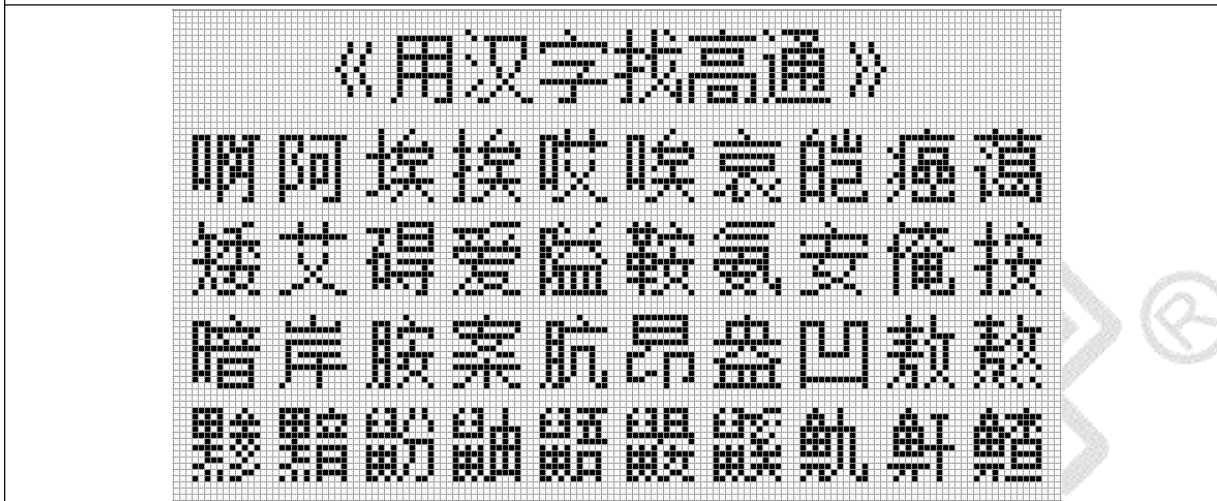 《用汉字找高通》
啊阿埃挨哎唉哀皑癌蔼
矮艾碍爱隘鞍氨安俺按
暗岸胺案肮昂盎凹敖熬
黪黯鼢鼬鼯鼹鼷鼽鼾齄
®